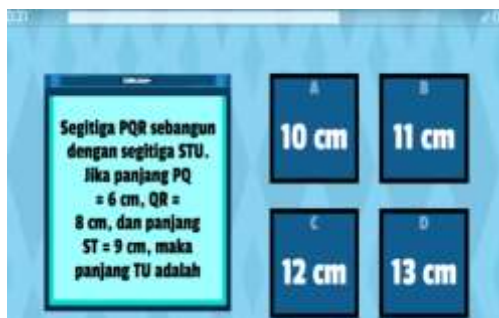 Segitiga PQR sebangun
dengan segitiga STU.
Jika panjang PQ
= 6 cm, QR =
8 cm, dan panjang
ST = 9 cm, maka
panjang TU adalah
A
10 cm
B
11 cm
C
12 cm
D
13 cm